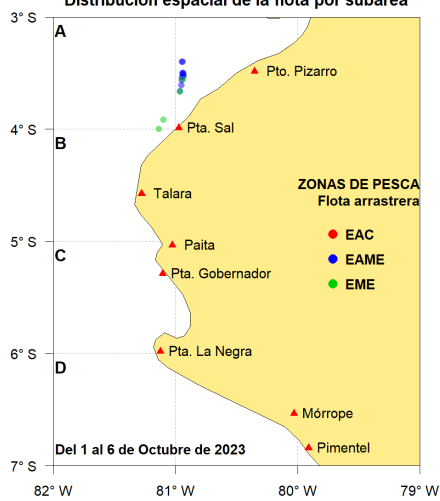 Distribución espacial de la flota por subárea
3° S
A
Pto. Pizarro
4° S
Pta. Sal
B
ZONAS DE PESCA
Talara
Flota arrastrera
EAC
5° S
Paita
C
EAME
Pta. Gobernador
EME
6° S
Pta. La Negra
D
Mórrope
Del 1 al 6 de Octubre de 2023
Pimentel
7° S
82° W
81° W
80° W
79° W